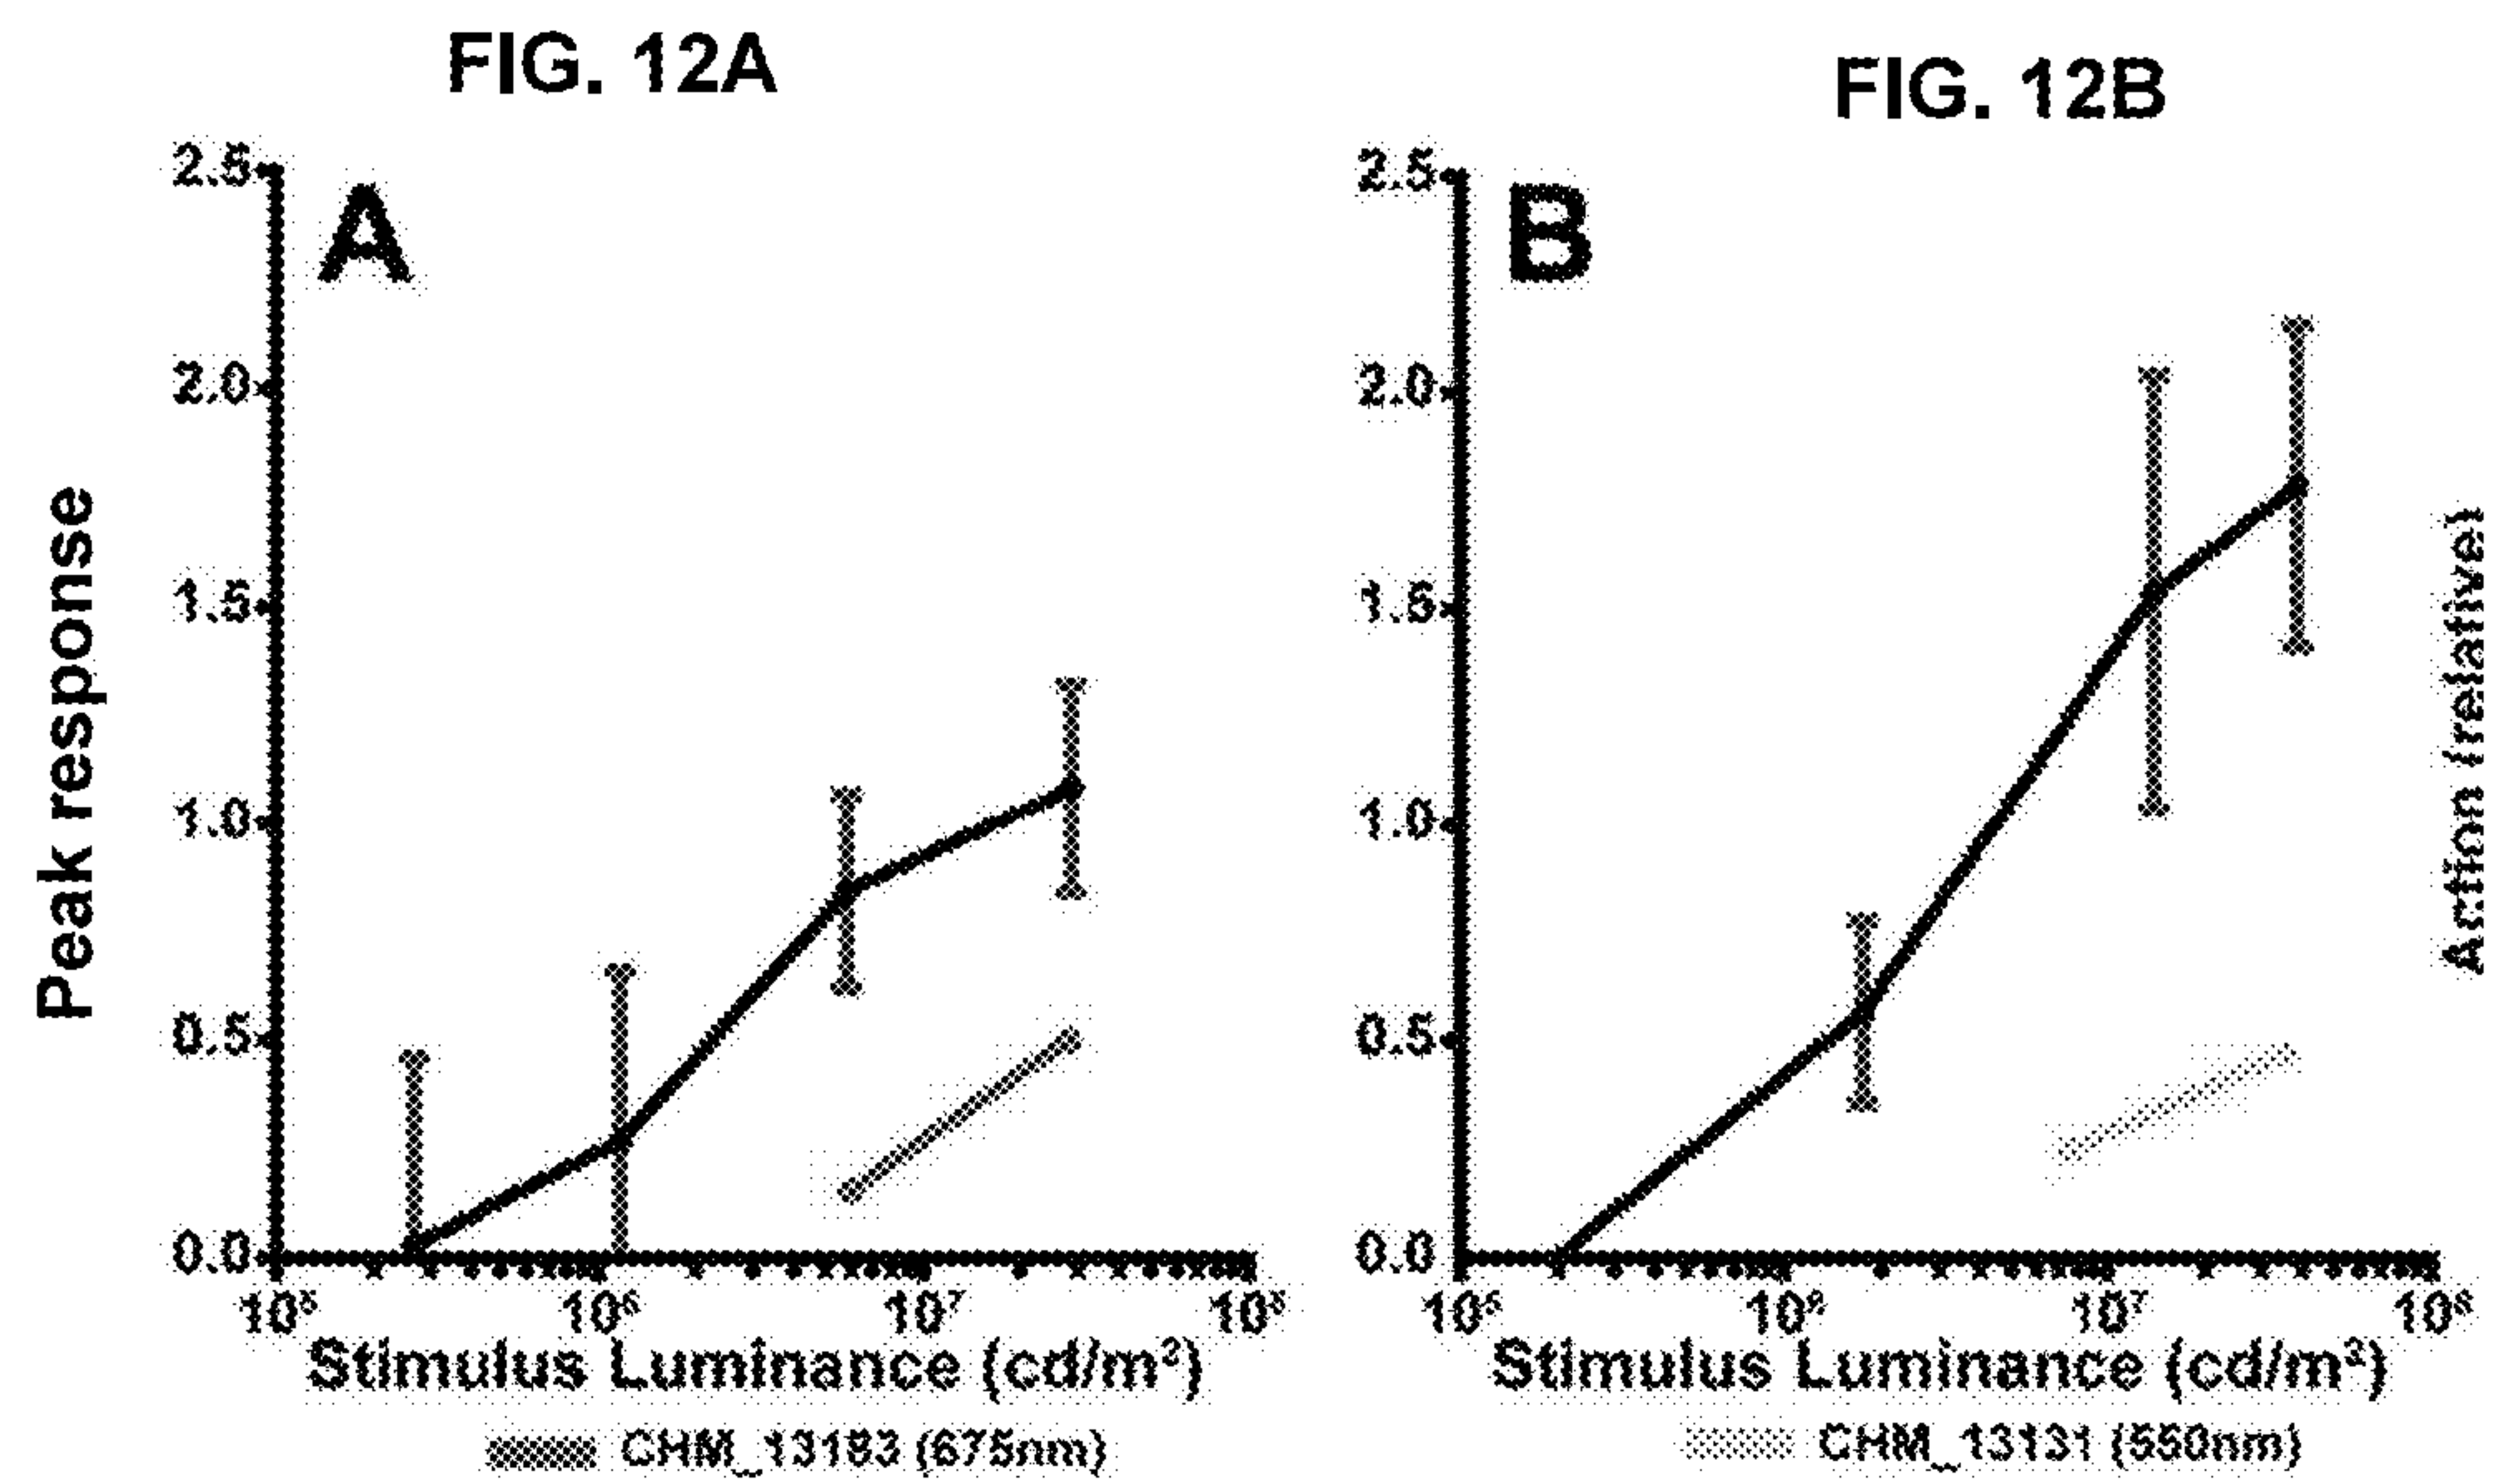 FIG. 12A
FIG. 12B
A
B
2.5
2.0
1.5
1.0
0.5
0.0
2.5
2.0
1.5
1.0
0.5
0.0
Peak response
10⁵ 10⁶ 10⁷ 10⁸
10⁵ 10⁶ 10⁷ 10⁸
Stimulus Luminance (cd/m²)
Stimulus Luminance (cd/m²)
CHM_13183 (675nm)
CHM_13131 (550nm)
(relative)